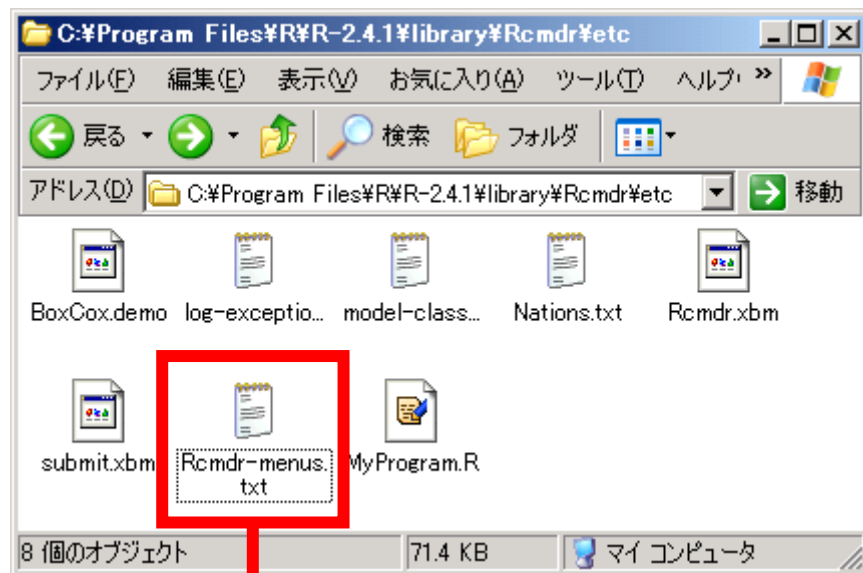 C:¥Program Files¥R¥R-2.4.1¥library¥Rcmdr¥etc
ファイル(F) 編集(E) 表示(V) お気に入り(A) ツール(T) ヘルプ »
戻る 検索 フォルダ
アドレス(D) C:¥Program Files¥R¥R-2.4.1¥library¥Rcmdr¥etc 移動
BoxCox.demo log-exceptio... model-class... Nations.txt Rcmdr.xbm
submit.xbm Rcmdr-menus. MyProgram.R
txt
8 個のオブジェクト 71.4 KB マイ コンピュータ